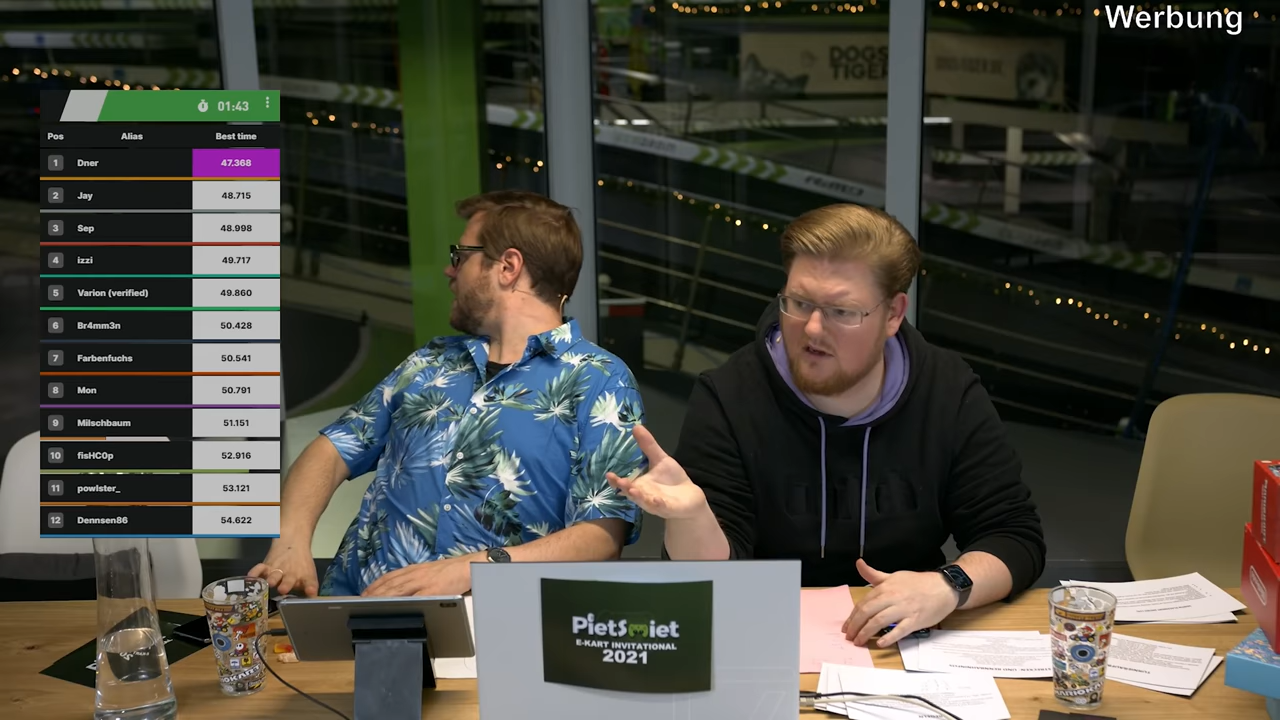 Werbung
DOGS
TIGER
01:43
Pos Alias Best time
1 Dner 47.368
2 Jay 48.715
3 Sep 48.998
4 izzi 49.717
5 Varion (verified) 49.860
6 Br4mm3n 50.428
7 Farbenfuchs 50.541
8 Mon 50.791
9 Milschbaum 51.151
10 fisHC0p 52.916
11 powlster_ 53.121
12 Dennsen86 54.622
PietSmiet
E-KART INVITATIONAL
2021